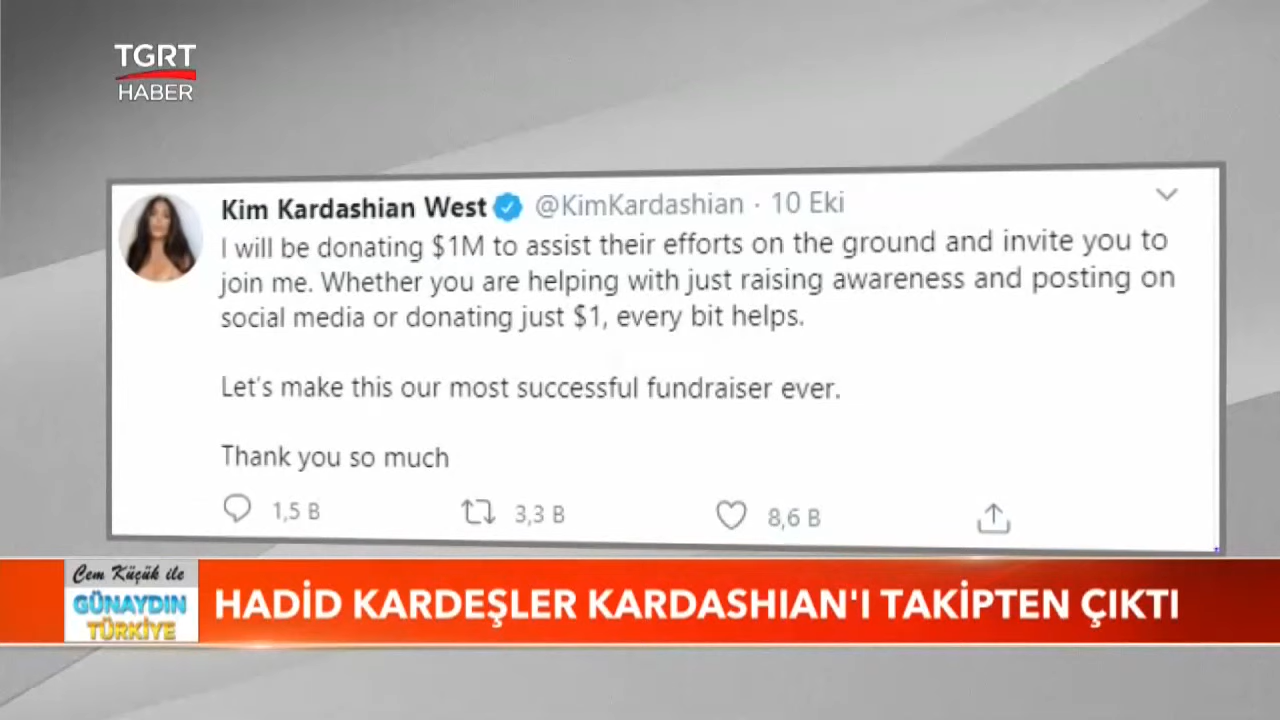 TGRT
HABER
Kim Kardashian West @KimKardashian · 10 Eki
I will be donating $1M to assist their efforts on the ground and invite you to
join me. Whether you are helping with just raising awareness and posting on
social media or donating just $1, every bit helps.
Let's make this our most successful fundraiser ever.
Thank you so much
1,5 B 3,3 B 8,6 B
Cem Küçük ile
GÜNAYDIN
TÜRKİYE
HADİD KARDEŞLER KARDASHIAN'I TAKİPTEN ÇIKTI